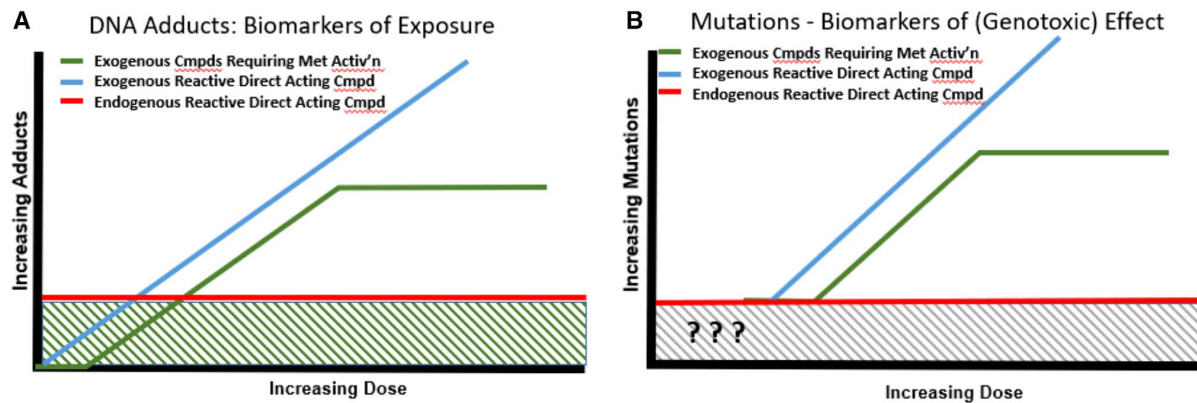 A
DNA Adducts: Biomarkers of Exposure
Exogenous Cmpds Requiring Met Activ'n
Exogenous Reactive Direct Acting Cmpd
Endogenous Reactive Direct Acting Cmpd
Increasing Adducts
Increasing Dose
B
Mutations - Biomarkers of (Genotoxic) Effect
Exogenous Cmpds Requiring Met Activ'n
Exogenous Reactive Direct Acting Cmpd
Endogenous Reactive Direct Acting Cmpd
Increasing Mutations
? ? ?
Increasing Dose